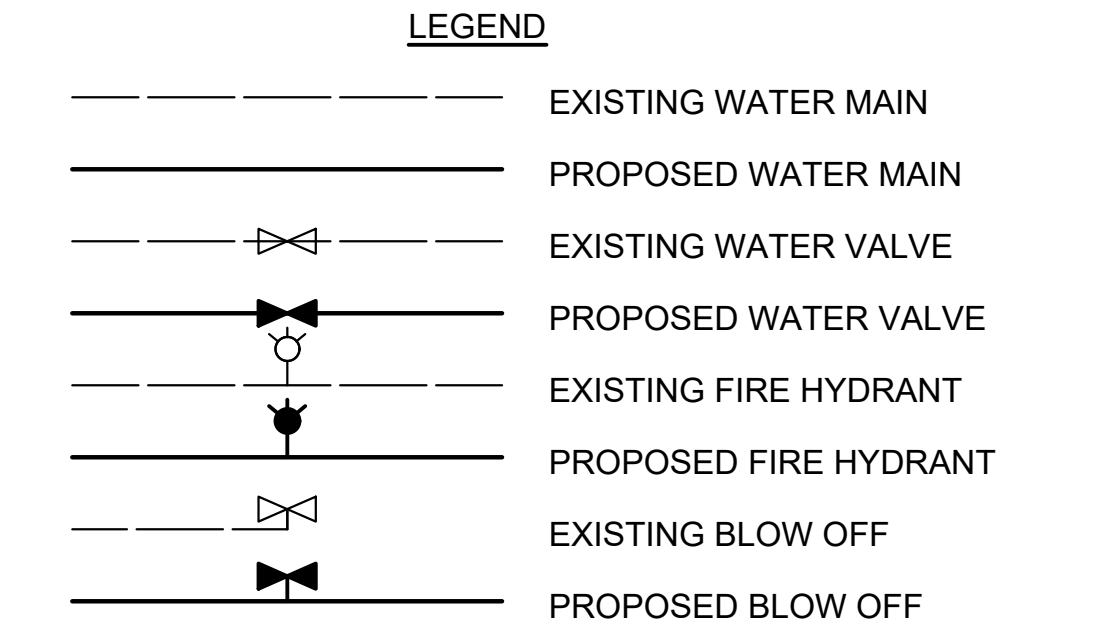 LEGEND
EXISTING WATER MAIN
PROPOSED WATER MAIN
EXISTING WATER VALVE
PROPOSED WATER VALVE
EXISTING FIRE HYDRANT
PROPOSED FIRE HYDRANT
EXISTING BLOW OFF
PROPOSED BLOW OFF